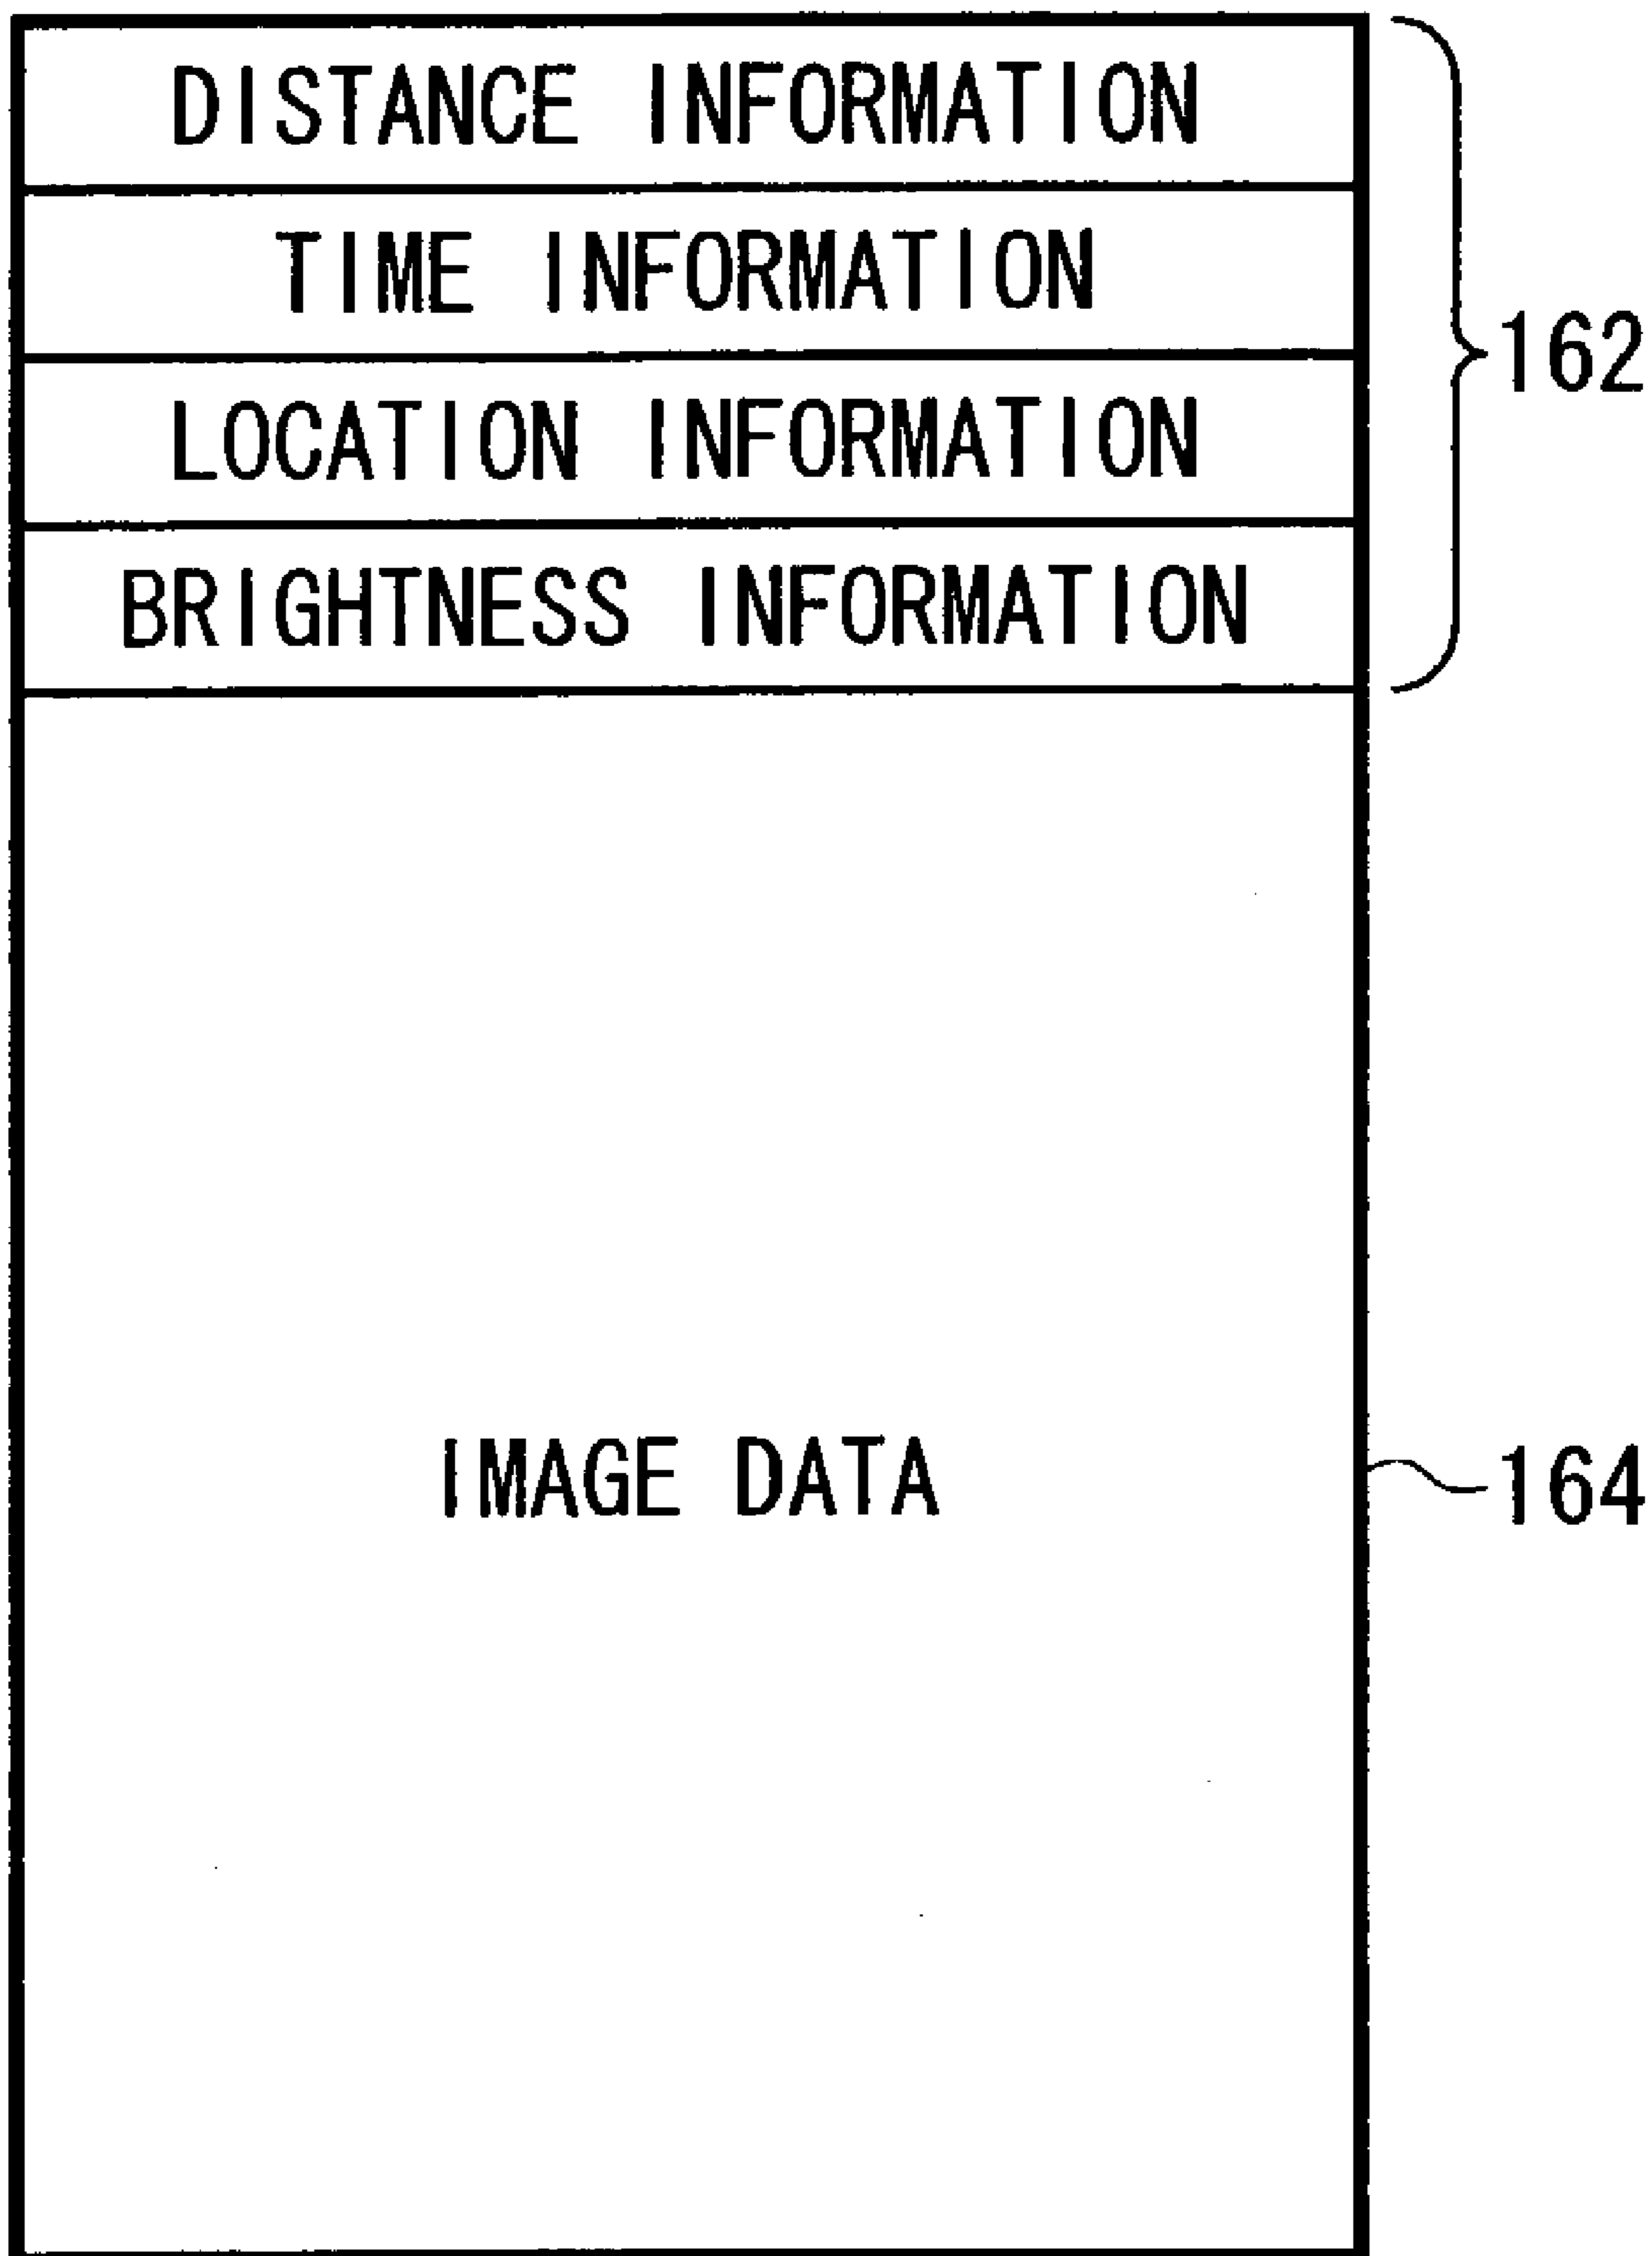 DISTANCE INFORMATION
TIME INFORMATION
162
LOCATION INFORMATION
BRIGHTNESS INFORMATION
IMAGE DATA
164